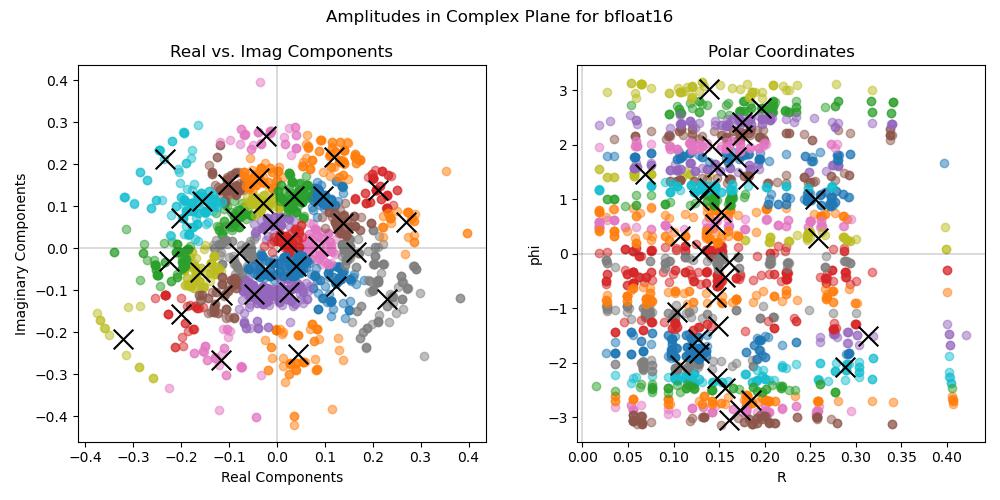 Amplitudes in Complex Plane for bfloat16
Real vs. Imag Components
Polar Coordinates
Imaginary Components
0.4
0.3
0.2
0.1
0.0
−0.1
−0.2
−0.3
−0.4
−0.4 −0.3 −0.2 −0.1 0.0 0.1 0.2 0.3 0.4
Real Components
phi
3
2
1
0
−1
−2
−3
0.00 0.05 0.10 0.15 0.20 0.25 0.30 0.35 0.40
R